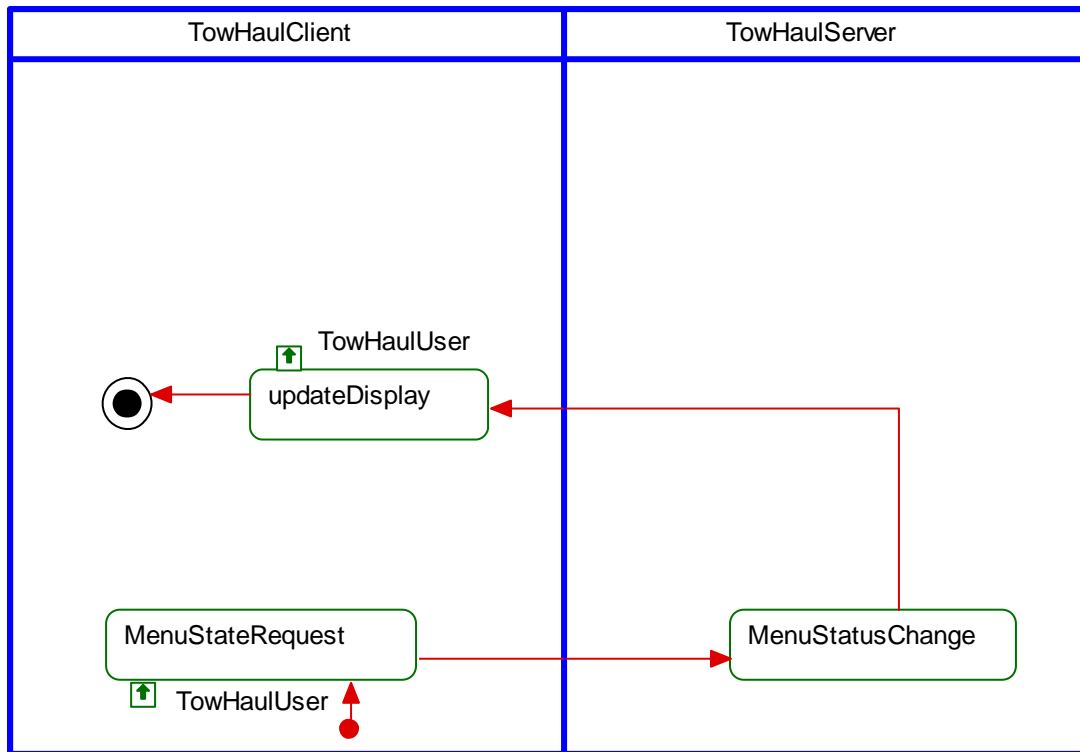 TowHaulClient
TowHaulServer
TowHaulUser
updateDisplay
MenuStateRequest
MenuStatusChange
TowHaulUser